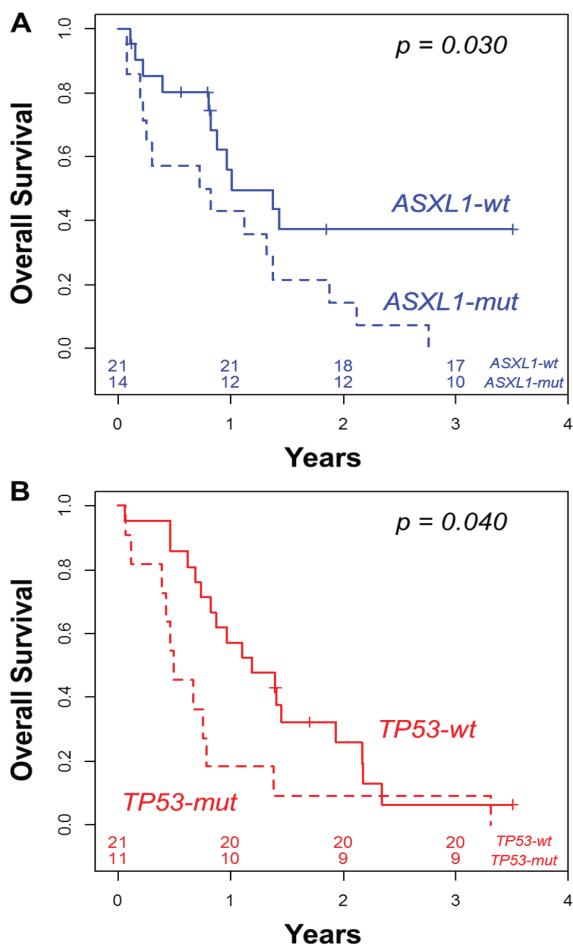 A
p = 0.030
Overall Survival
1.0
0.8
0.6
0.4
0.2
0.0
ASXL1-wt
ASXL1-mut
21 21 18 17 ASXL1-wt
14 12 12 10 ASXL1-mut
0 1 2 3 4
Years
B
p = 0.040
Overall Survival
1.0
0.8
0.6
0.4
0.2
0.0
TP53-wt
TP53-mut
21 20 20 20 TP53-wt
11 10 9 9 TP53-mut
0 1 2 3 4
Years